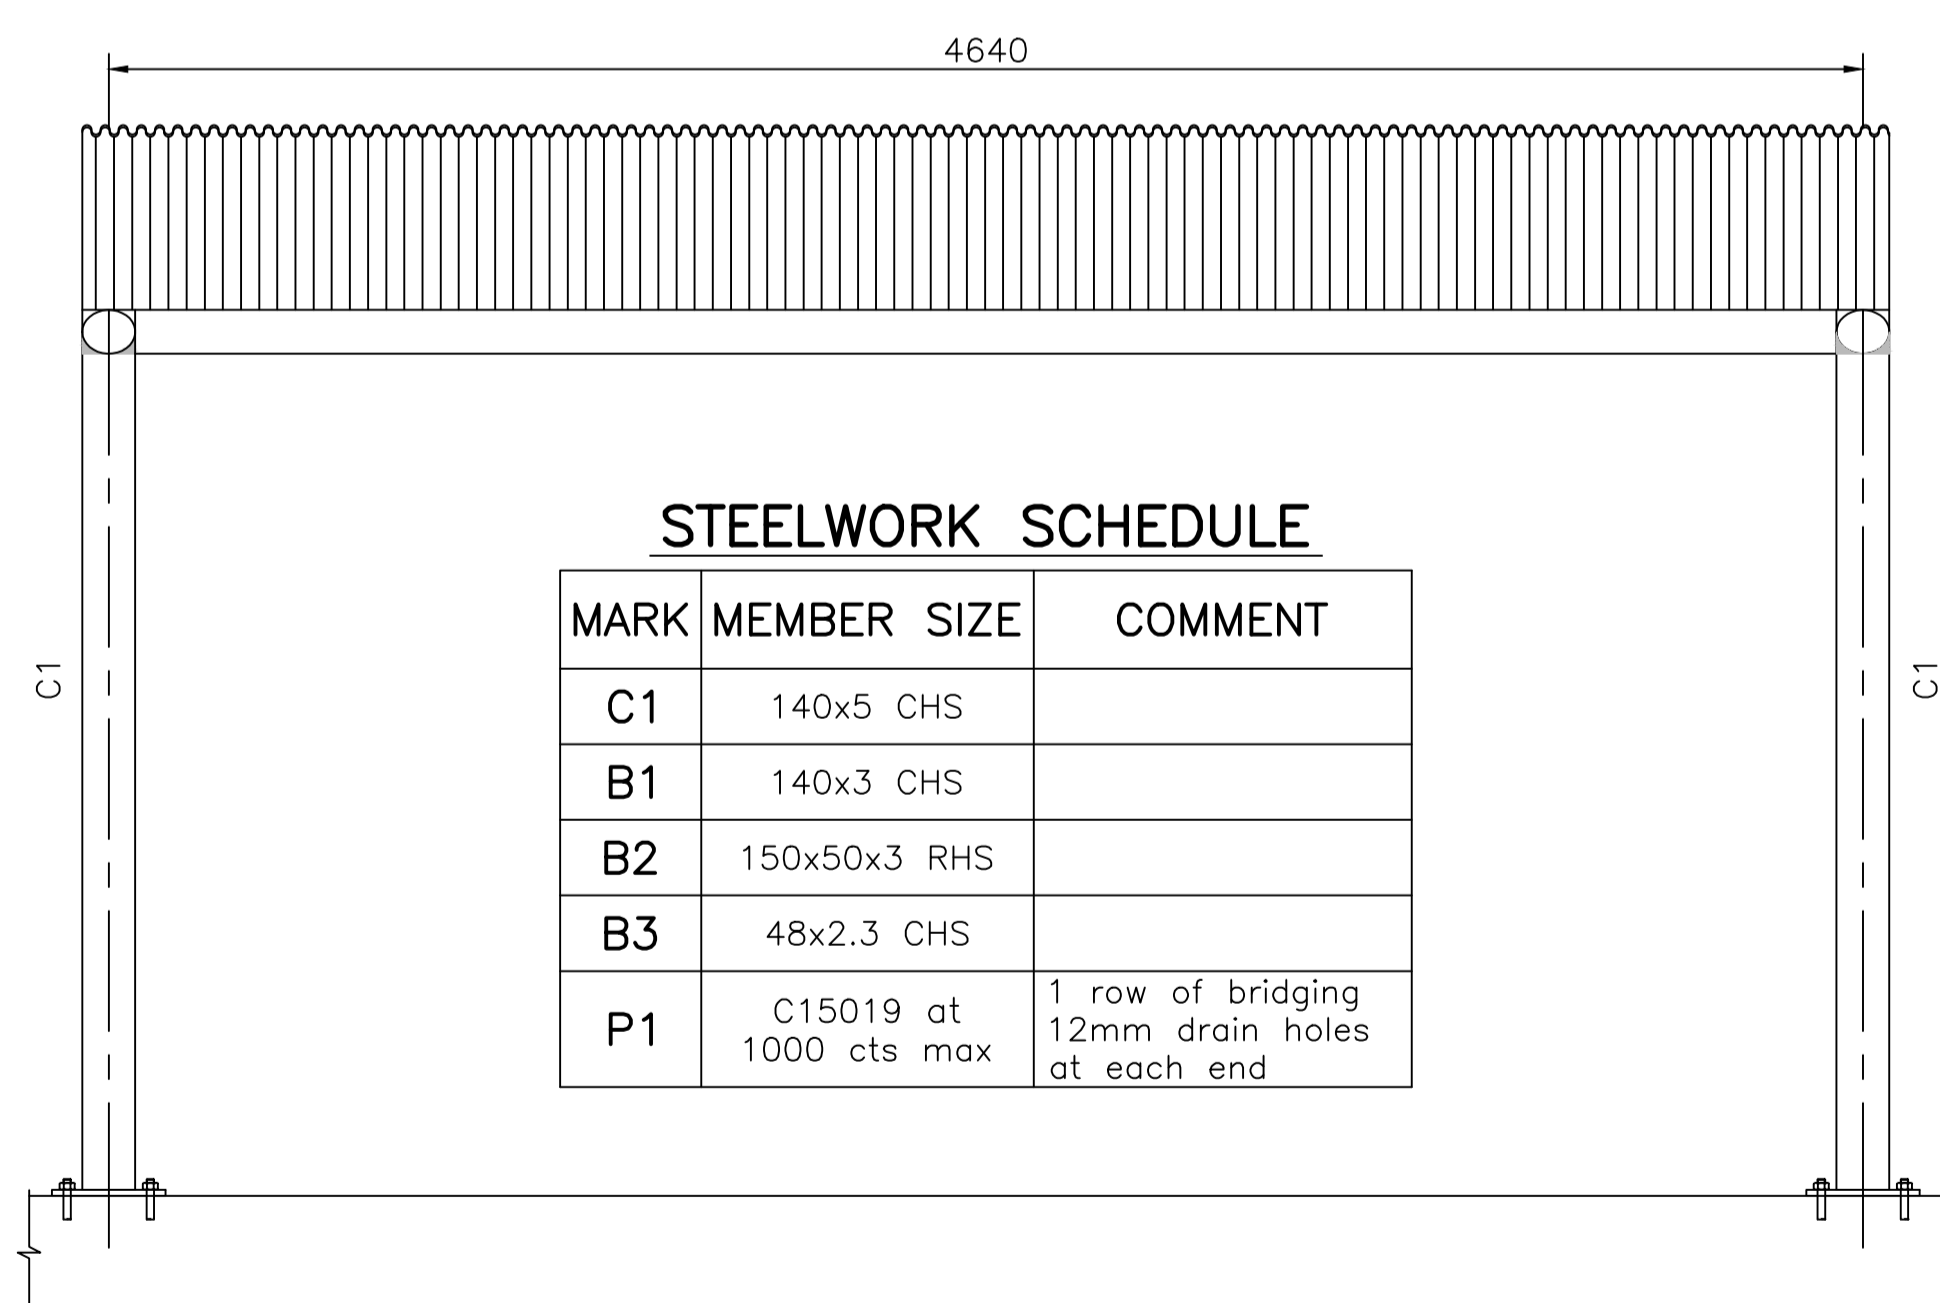 4640
STEELWORK SCHEDULE
MARK MEMBER SIZE COMMENT
C1 140x5 CHS
B1 140x3 CHS
B2 150x50x3 RHS
B3 48x2.3 CHS
P1
C15019 at
1000 cts max
1 row of bridging
12mm drain holes
at each end
C1
C1